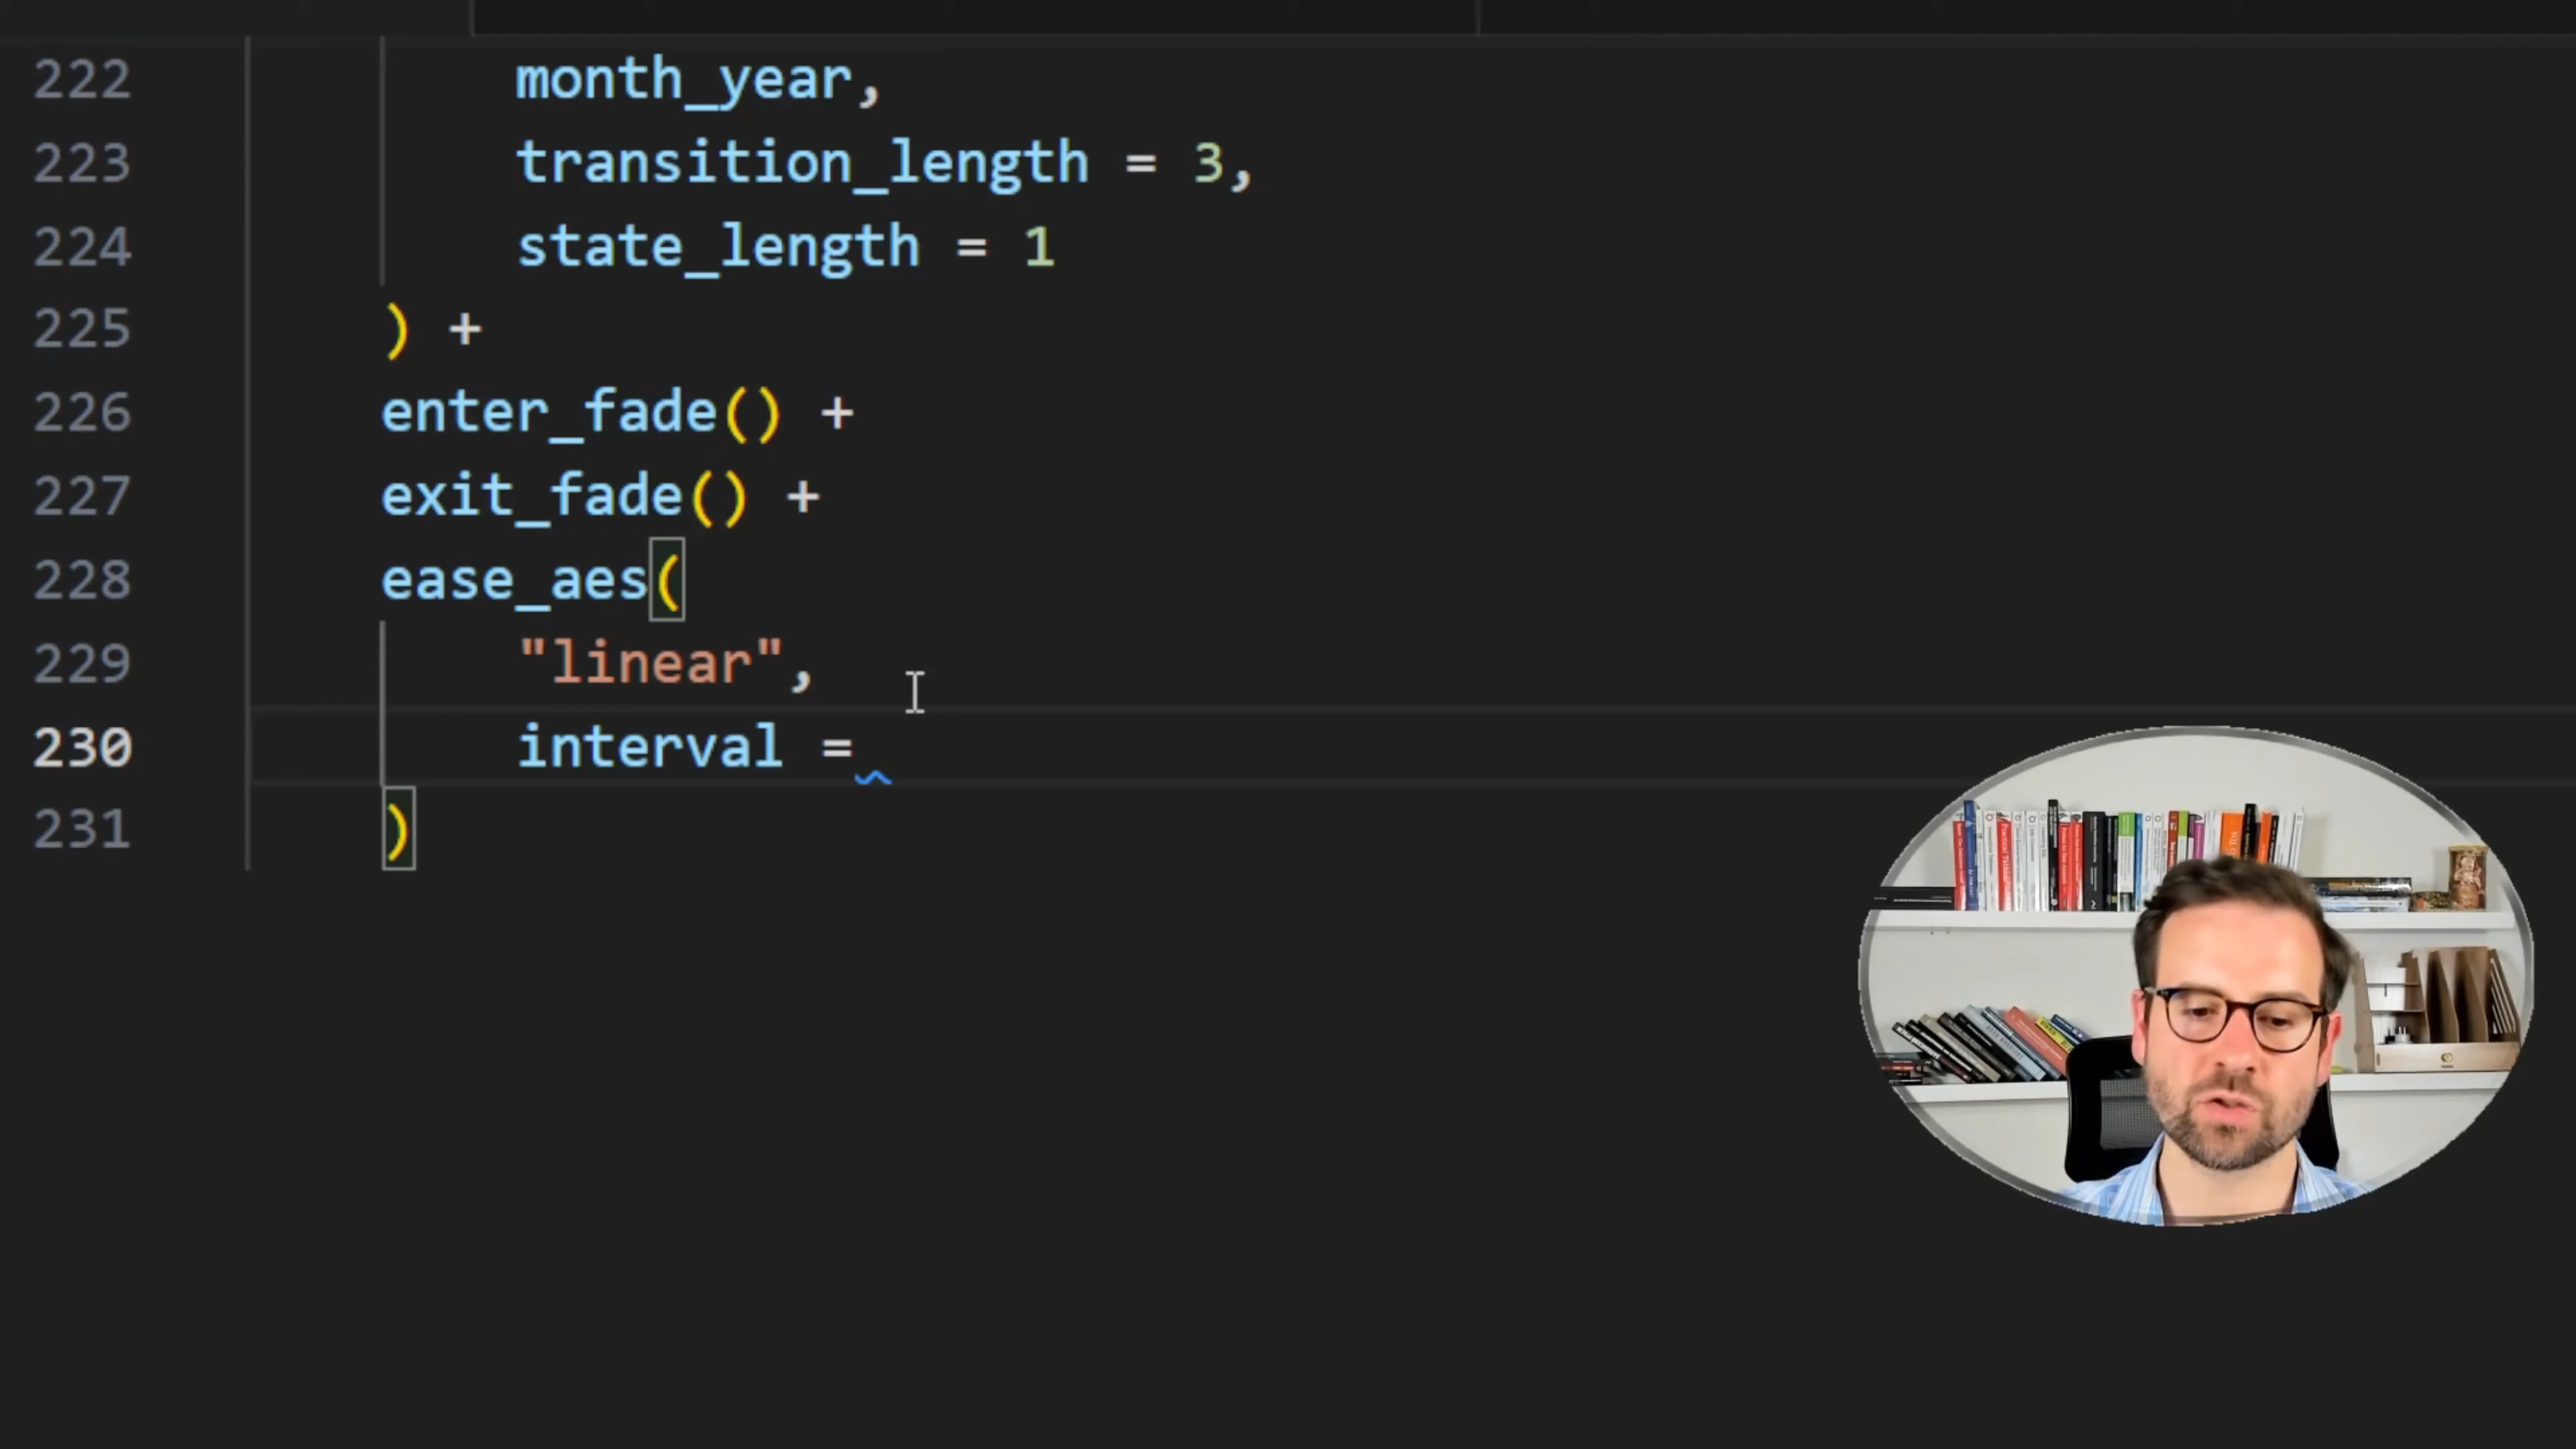 222 month_year,
223 transition_length = 3,
224 state_length = 1
225 ) +
226 enter_fade() +
227 exit_fade() +
228 ease_aes(
229 "linear",
230 interval =
231 )